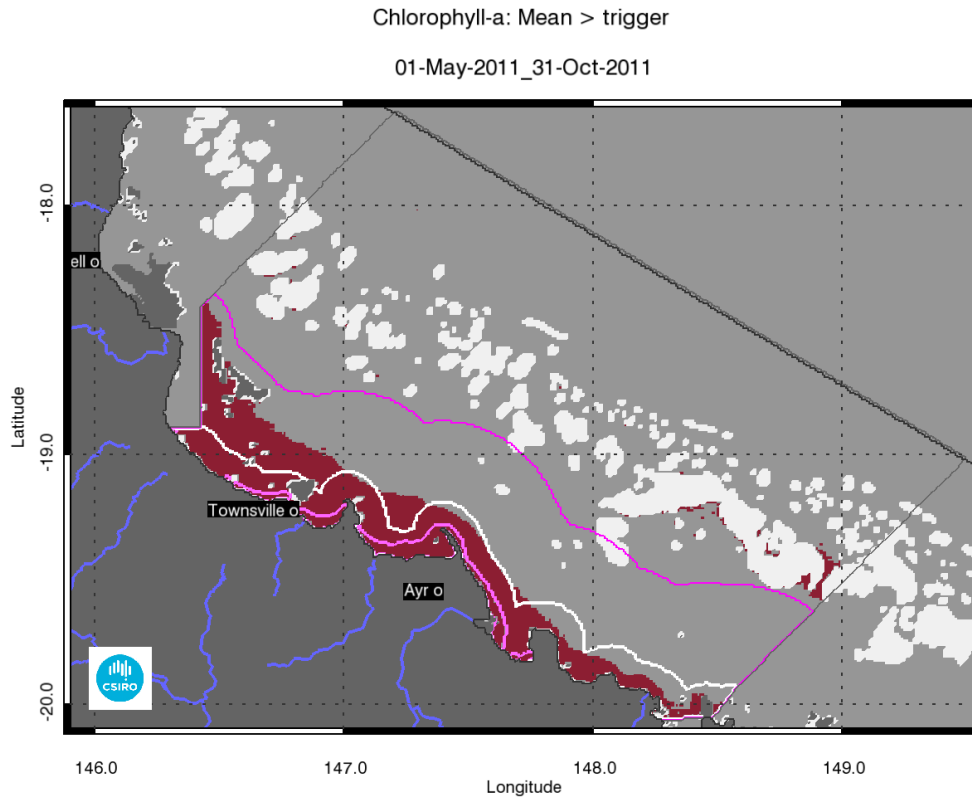 Chlorophyll-a: Mean > trigger
01-May-2011_31-Oct-2011
-18.0
ell o
Latitude
-19.0
Townsville o
Ayr o
CSIRO
-20.0
146.0 147.0 148.0 149.0
Longitude